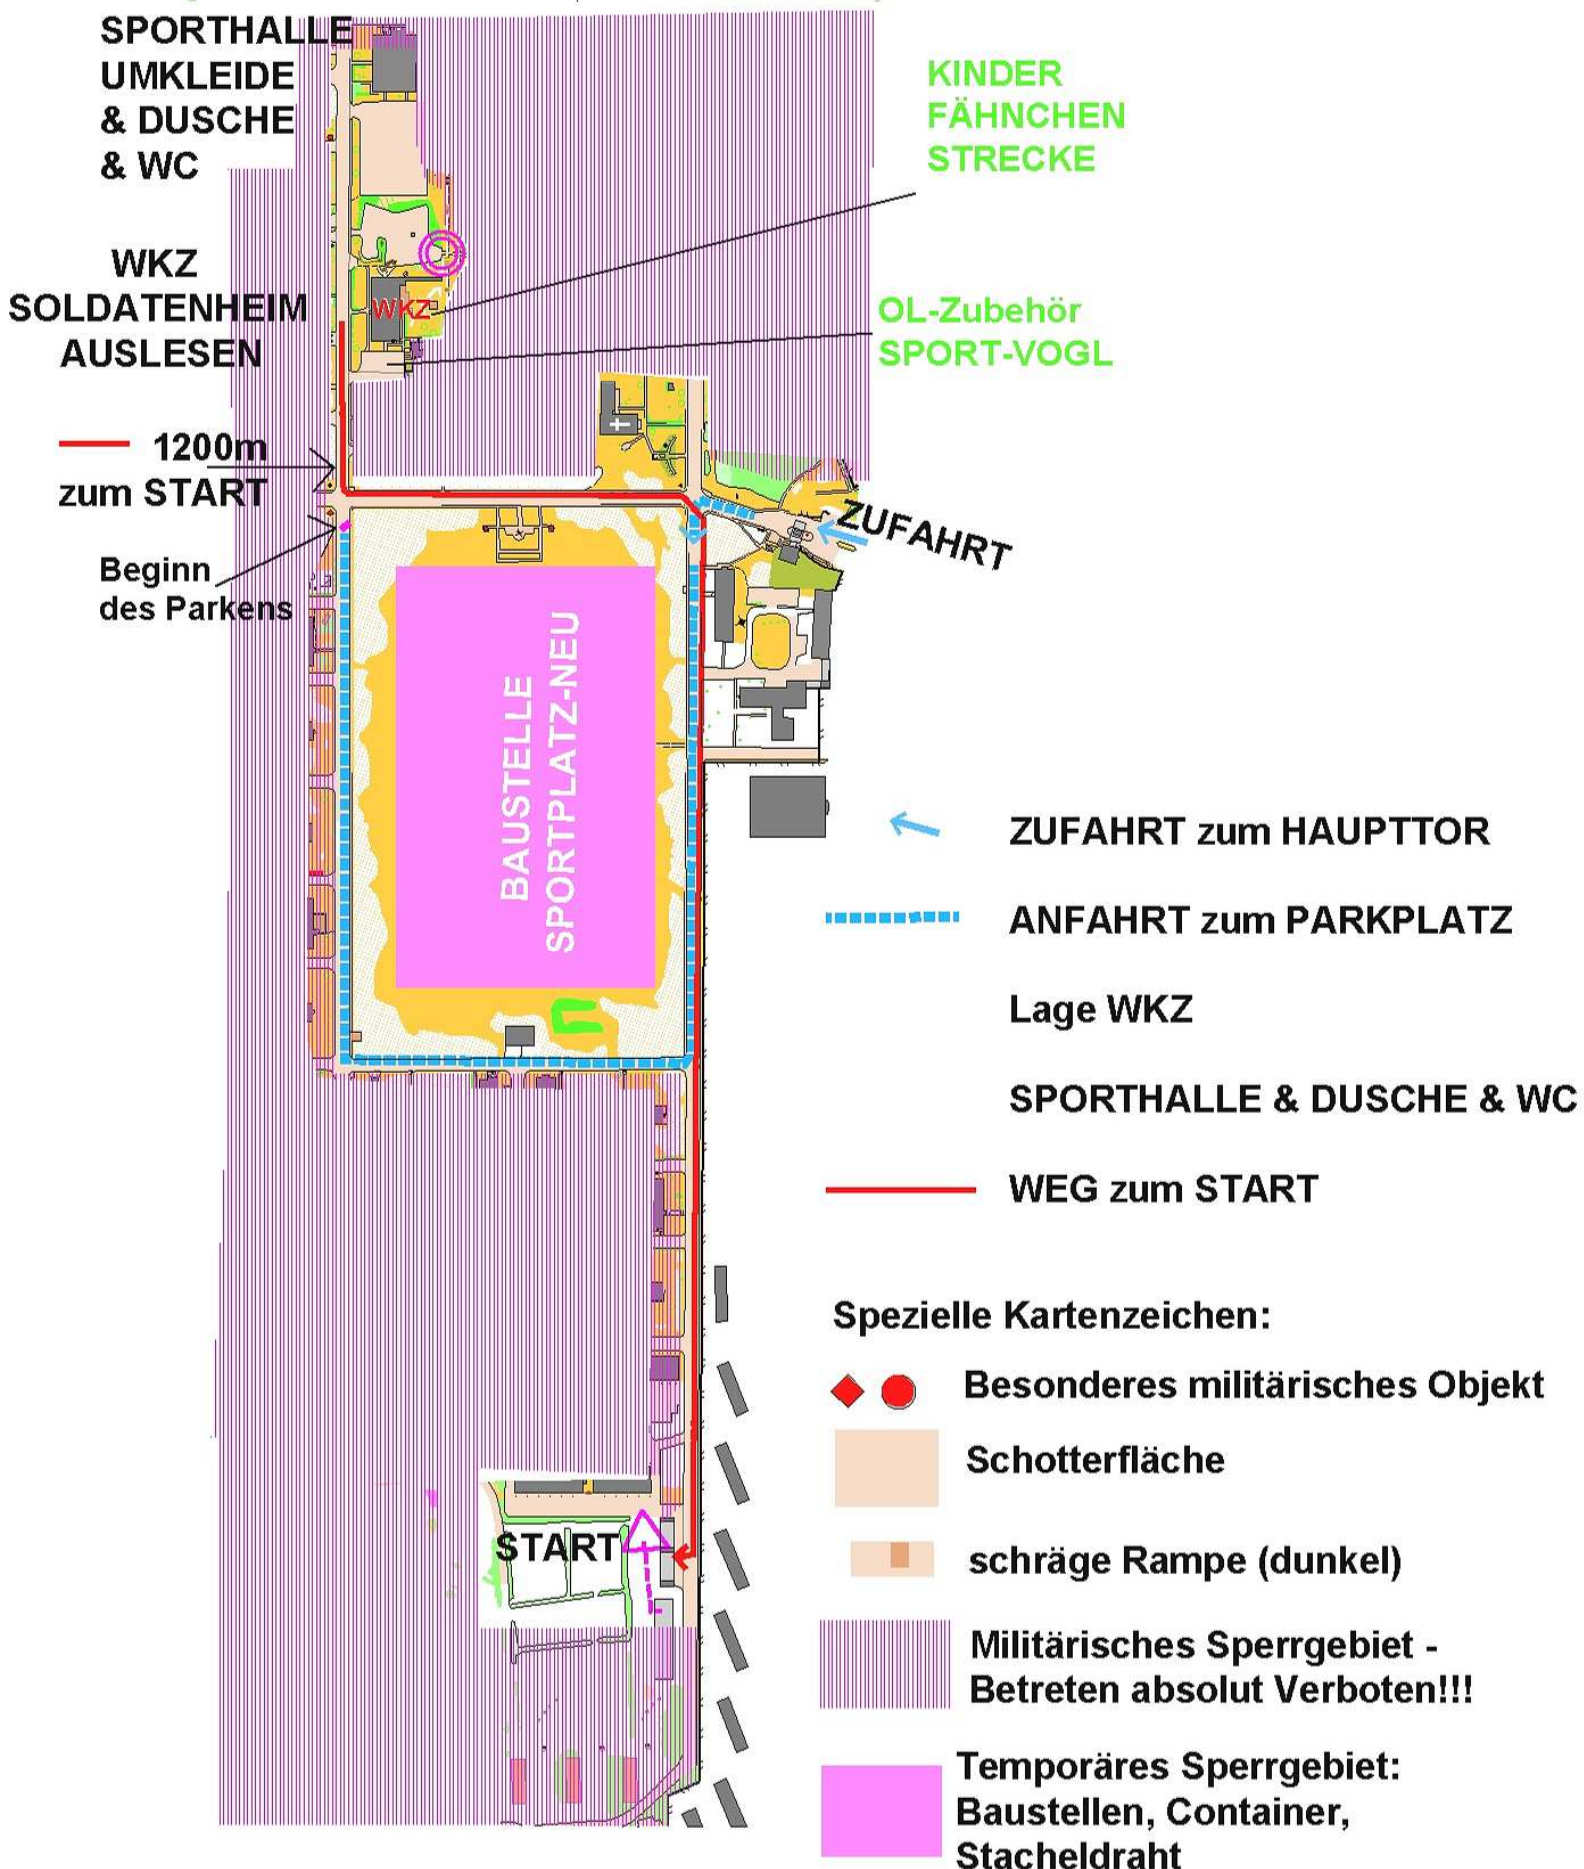 SPORTHALLE
UMKLEIDE
& DUSCHE
& WC
KINDER
FÄHNCHEN
STRECKE
WKZ
SOLDATENHEIM
AUSLESEN
WKZ
OL-Zubehör
SPORT-VOGL
1200m
zum START
ZUFAHRT
Beginn
des Parkens
BAUSTELLE
SPORTPLATZ-NEU
ZUFAHRT zum HAUPTTOR
ANFAHRT zum PARKPLATZ
Lage WKZ
SPORTHALLE & DUSCHE & WC
WEG zum START
Spezielle Kartenzeichen:
Besonderes militärisches Objekt
Schotterfläche
START
schräge Rampe (dunkel)
Militärisches Sperrgebiet -
Betreten absolut Verboten!!!
Temporäres Sperrgebiet:
Baustellen, Container,
Stacheldraht